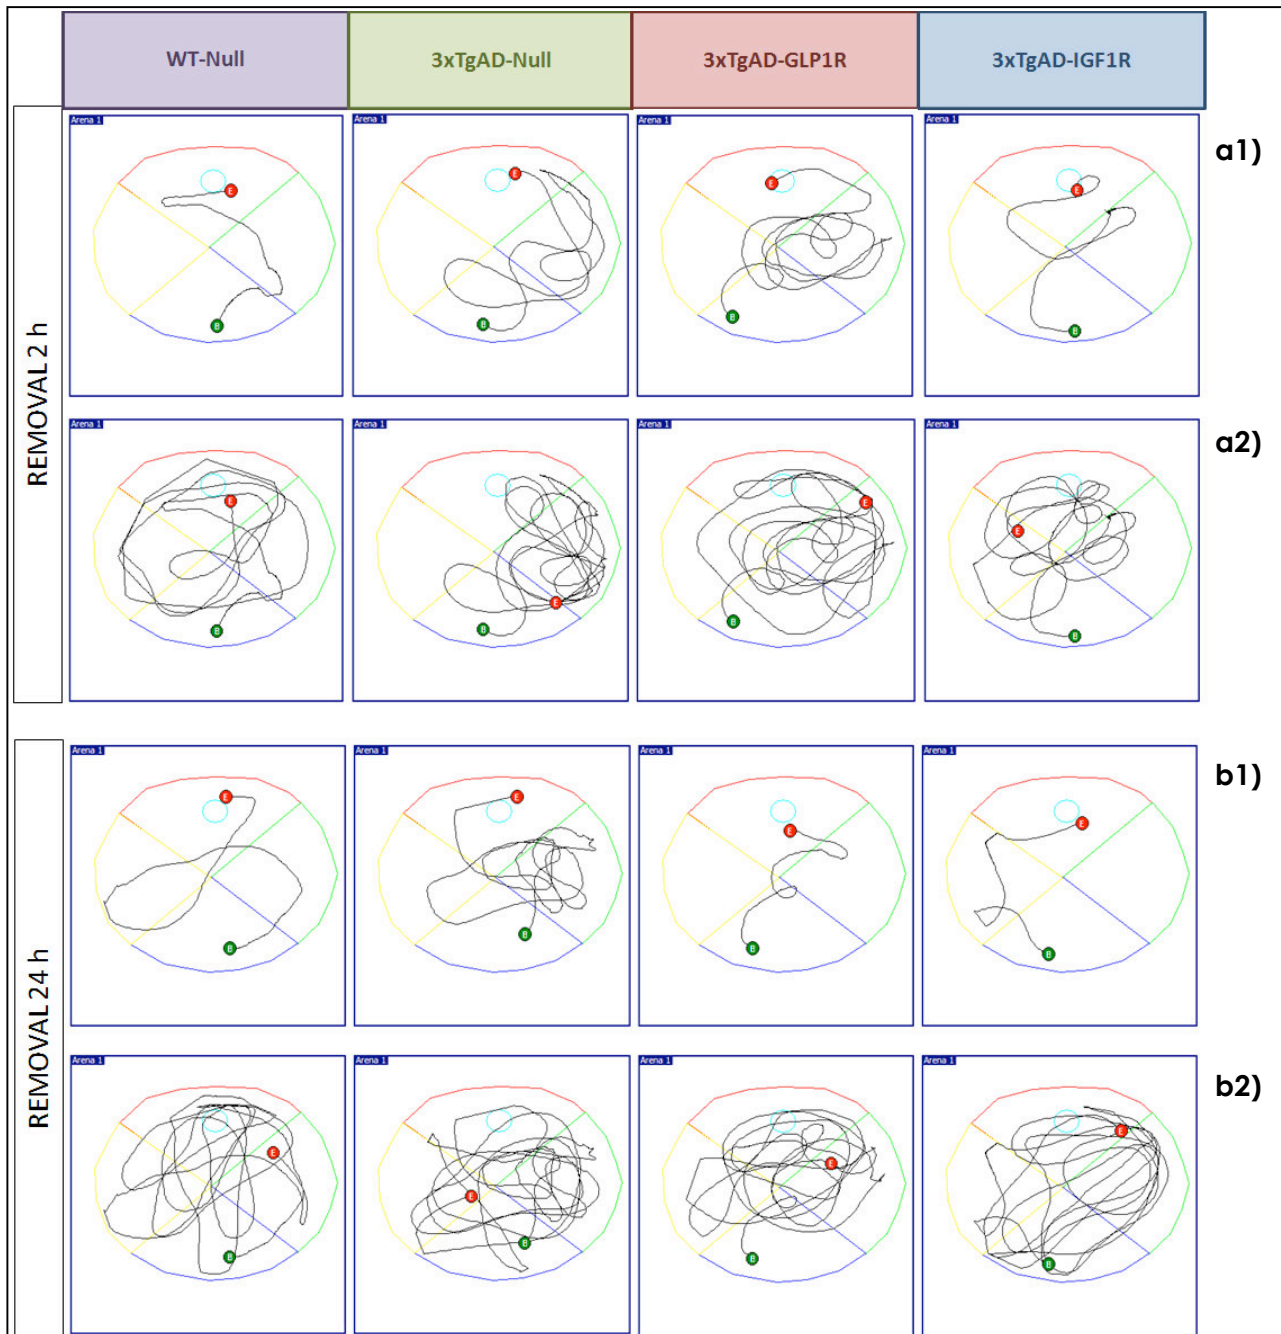 WT-Null 3xTgAD-Null 3xTgAD-GLP1R 3xTgAD-IGF1R
REMOVAL 2 h
Arena 1 Arena 1 Arena 1 Arena 1 a1)
E E E E
B B B B
Arena 1 Arena 1 Arena 1 Arena 1 a2)
E E E E
B B B B
REMOVAL 24 h
Arena 1 Arena 1 Arena 1 Arena 1 b1)
E E E E
B B B B
Arena 1 Arena 1 Arena 1 Arena 1 b2)
E E E E
B B B B